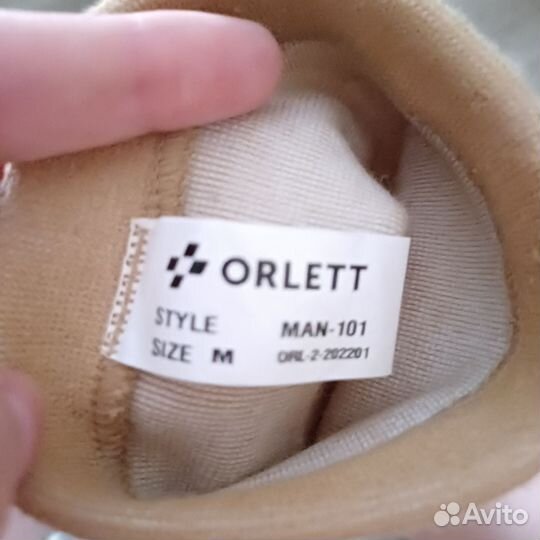 ORLETT
STYLE MAN-101
SIZE M ORL-2-202201
Avito